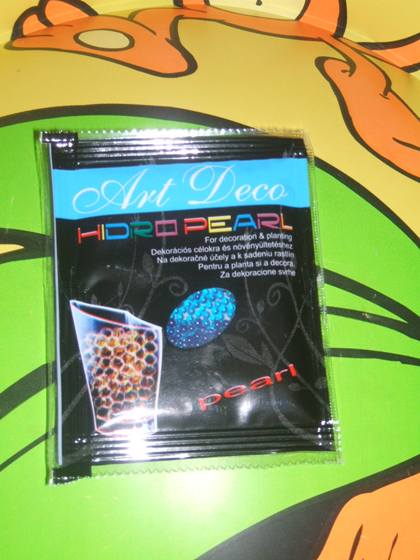 Art Deco
HIDRO PEARL
For decoration & planting
Dekorációs célokra és növényültetéshez
Na dekoračné účely a k sadeniu rastlín
Pentru a planta si a decora
Za dekoracione svrhe
pearl